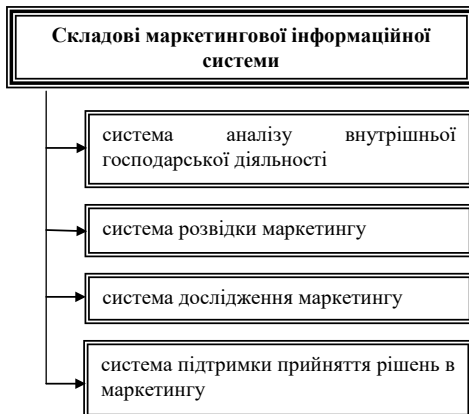 Складові маркетингової інформаційної
системи
система аналізу внутрішньої
господарської діяльності
система розвідки маркетингу
система дослідження маркетингу
система підтримки прийняття рішень в
маркетингу